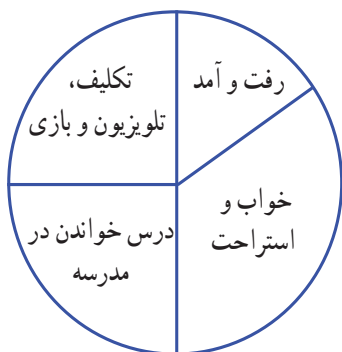 رفت و آمد
تکلیف،
تلویزیون و بازی
خواب و
استراحت
درس خواندن در
مدرسه